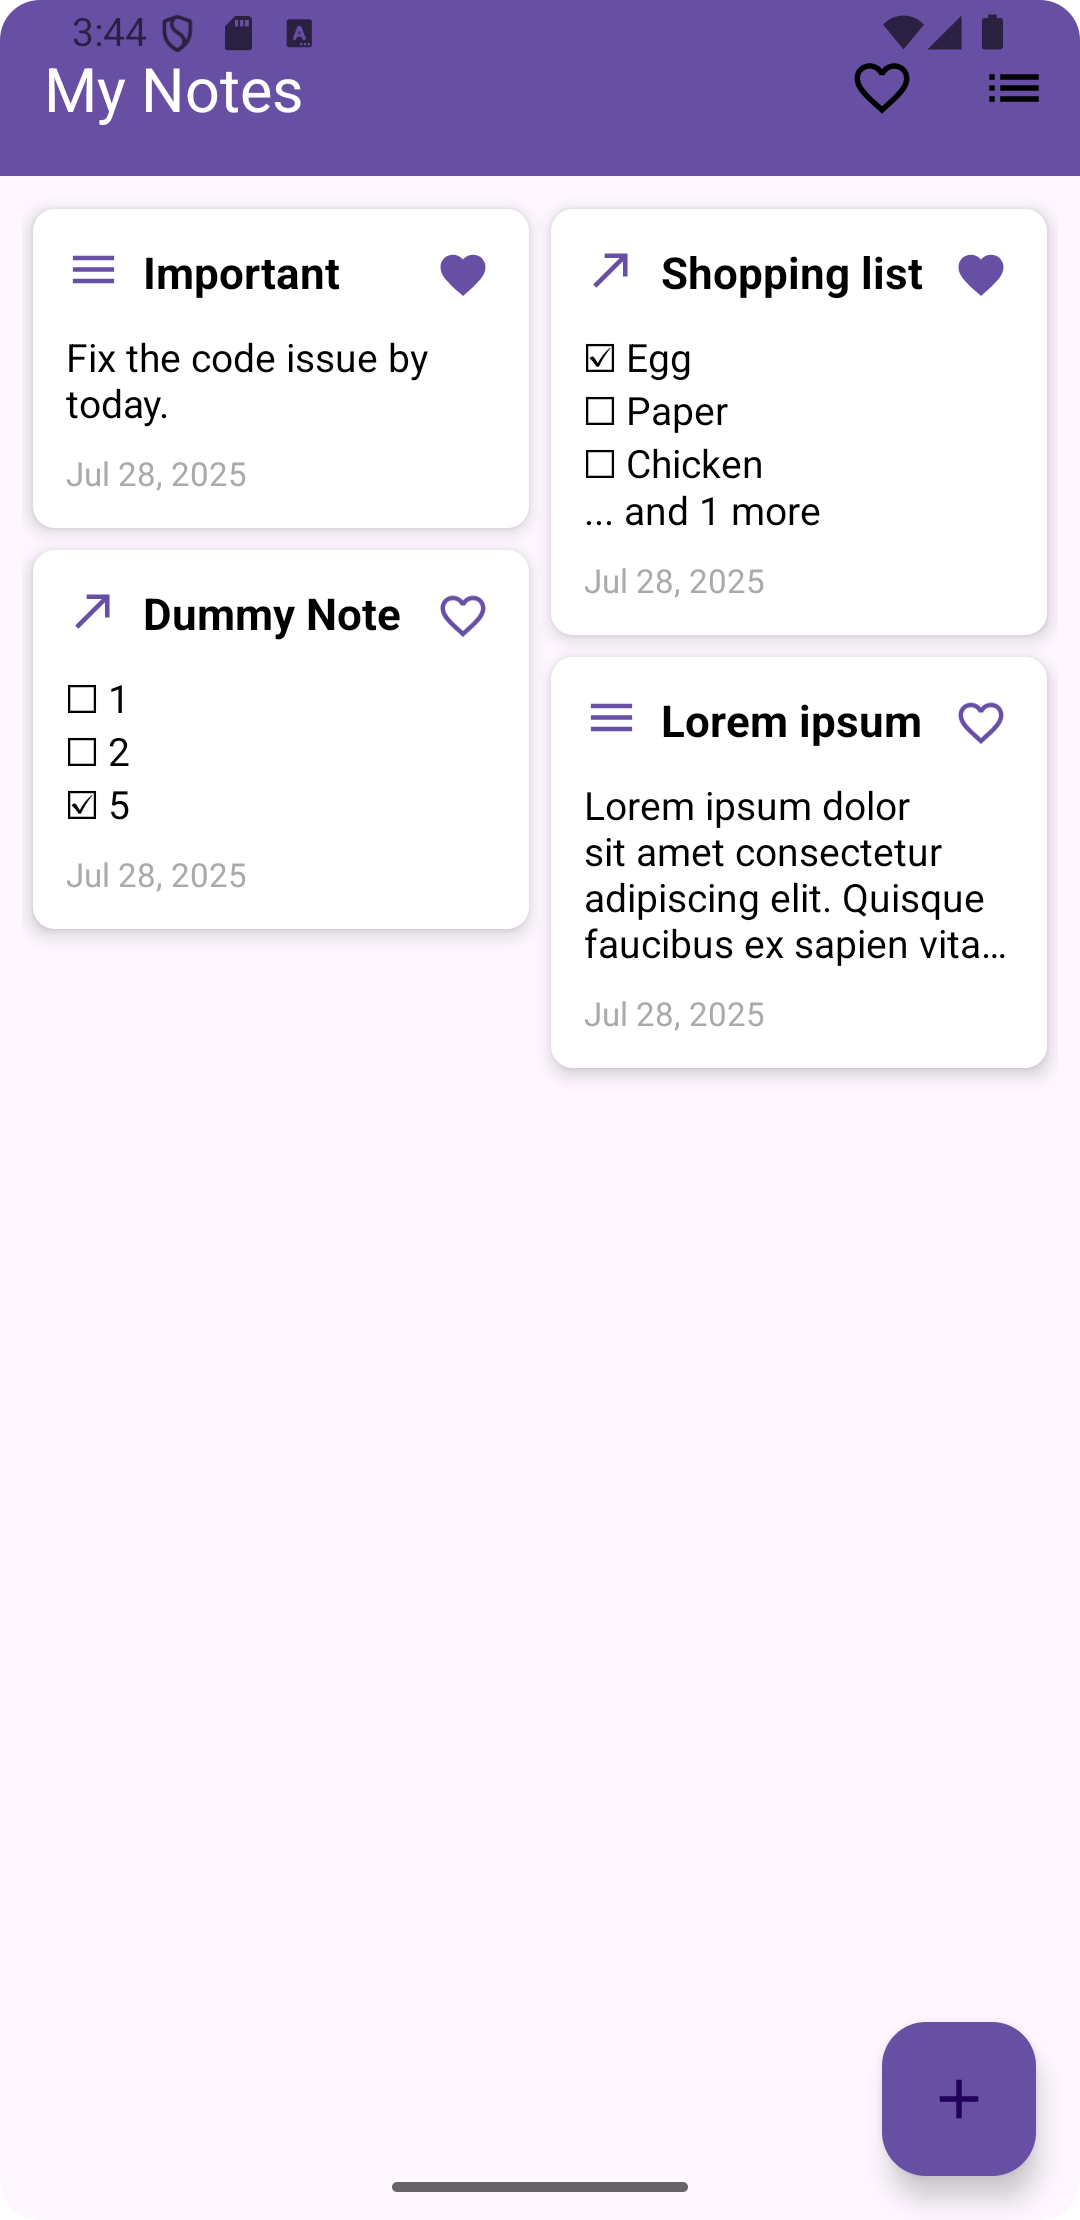 3:44
My Notes
Important
Fix the code issue by
today.
Jul 28, 2025
Shopping list
☑ Egg
☐ Paper
☐ Chicken
... and 1 more
Jul 28, 2025
Dummy Note
☐ 1
☐ 2
☑ 5
Jul 28, 2025
Lorem ipsum
Lorem ipsum dolor
sit amet consectetur
adipiscing elit. Quisque
faucibus ex sapien vita...
Jul 28, 2025